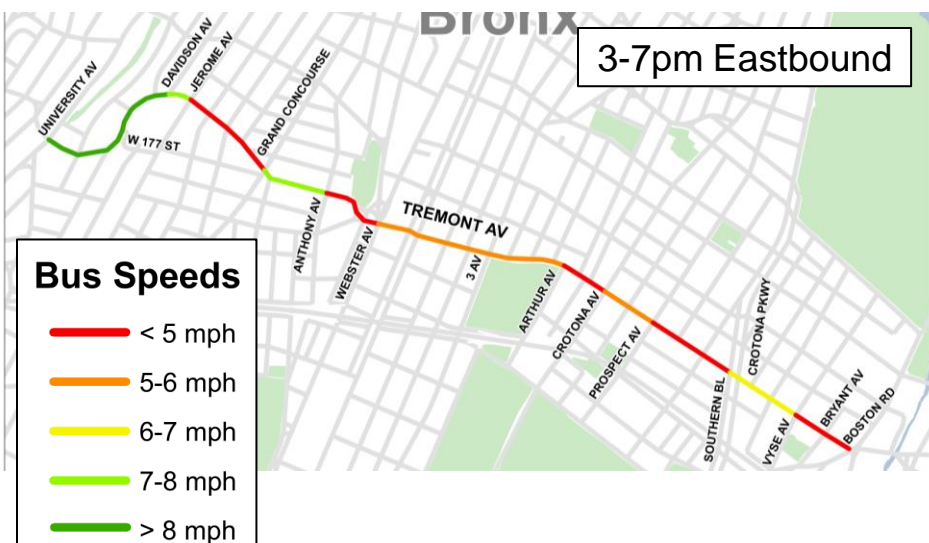 Bronx
3-7pm Eastbound
UNIVERSITY AV
DAVIDSON AV
JEROME AV
W 177 ST
GRAND CONCOURSE
ANTHONY AV
WEBSTER AV
TREMONT AV
3 AV
ARTHUR AV
CROTONA AV
PROSPECT AV
SOUTHERN BL
CROTONA PKWY
VYSE AV
BRYANT AV
BOSTON RD
Bus Speeds
< 5 mph
5-6 mph
6-7 mph
7-8 mph
> 8 mph